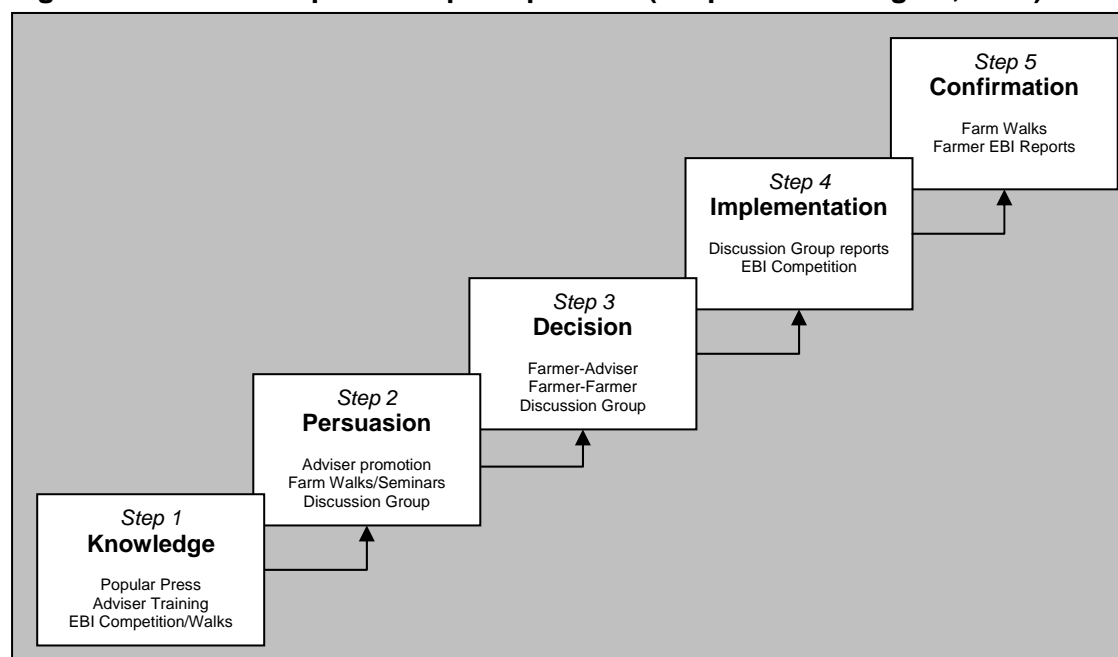 Step 1
Knowledge
Popular Press
Adviser Training
EBI Competition/Walks
Step 2
Persuasion
Adviser promotion
Farm Walks/Seminars
Discussion Group
Step 3
Decision
Farmer-Adviser
Farmer-Farmer
Discussion Group
Step 4
Implementation
Discussion Group reports
EBI Competition
Step 5
Confirmation
Farm Walks
Farmer EBI Reports